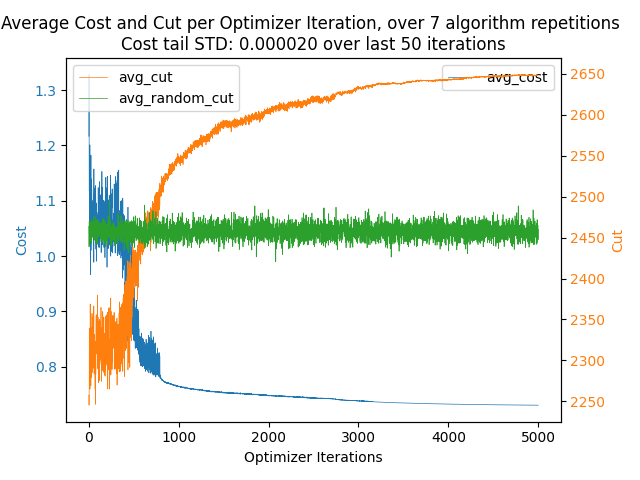 Average Cost and Cut per Optimizer Iteration, over 7 algorithm repetitions
Cost tail STD: 0.000020 over last 50 iterations
avg_cut
avg_random_cut
avg_cost
1.3
1.2
1.1
1.0
0.9
0.8
Cost
2650
2600
2550
2500
2450
2400
2350
2300
2250
Cut
0
1000
2000
3000
4000
5000
Optimizer Iterations